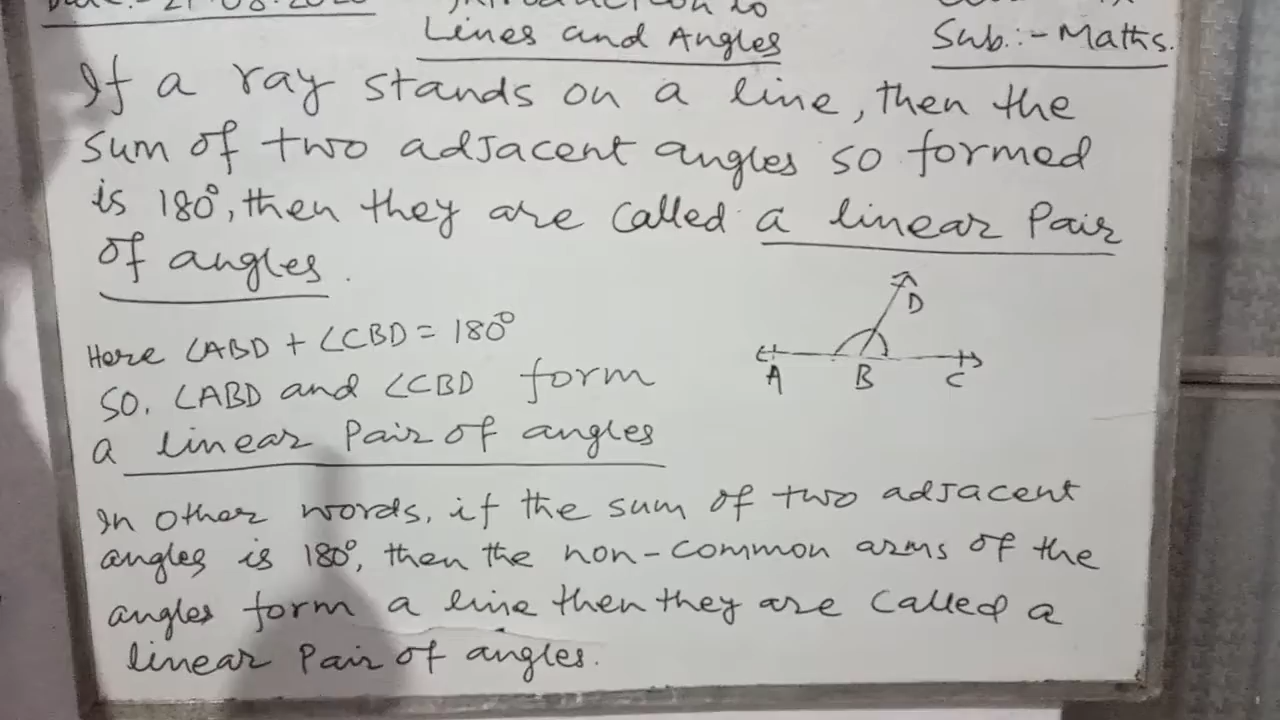 Lines and Angles
Sub.:- Maths.
If a ray stands on a line, then the
sum of two adjacent angles so formed
is 180°, then they are called a linear Pair
of angles.
Here ∠ABD + ∠CBD = 180°
So, ∠ABD and ∠CBD form
a linear Pair of angles
D
A B C
In other words, if the sum of two adjacent
angles is 180°, then the non-common arms of the
angles form a line then they are called a
linear Pair of angles.